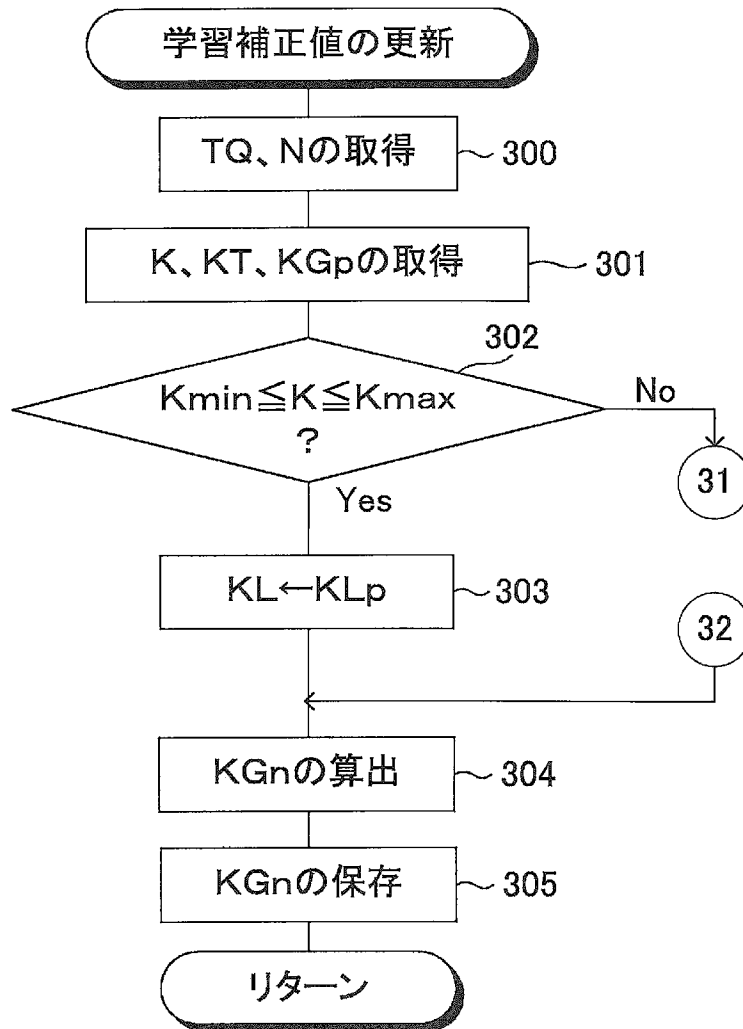 学習補正値の更新
TQ、Nの取得
300
K、KT、KGpの取得
301
302
Kmin≦K≦Kmax
?
No
31
Yes
KL←KLp
303
32
KGnの算出
304
KGnの保存
305
リターン